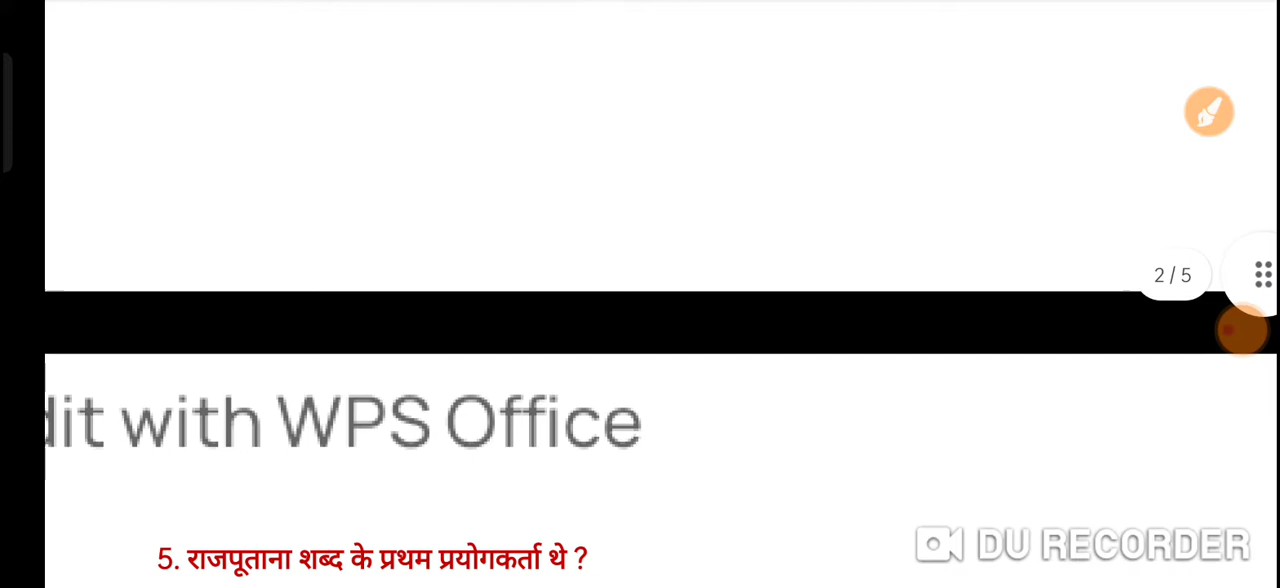 2 / 5
dit with WPS Office
5. राजपूताना शब्द के प्रथम प्रयोगकर्ता थे ?
DU RECORDER